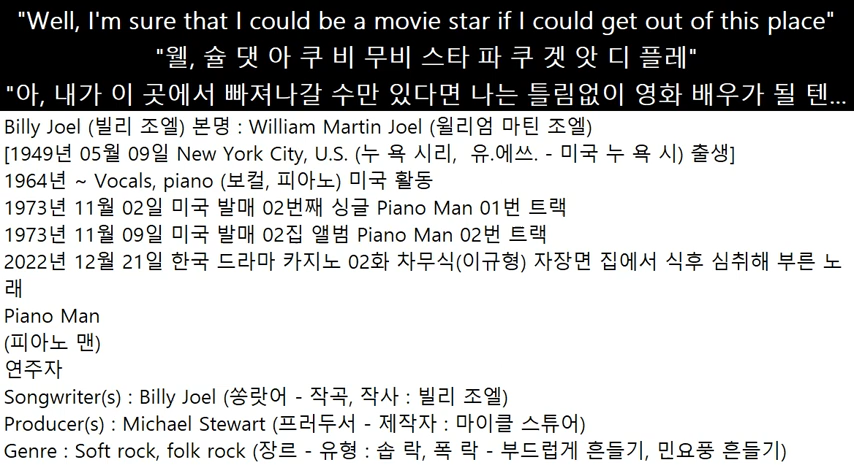 "Well, I'm sure that I could be a movie star if I could get out of this place"
"웰, 슐 댓 아 쿠 비 무비 스타 파 쿠 겟 앗 디 플레"
"아, 내가 이 곳에서 빠져나갈 수만 있다면 나는 틀림없이 영화 배우가 될 텐...
Billy Joel (빌리 조엘) 본명 : William Martin Joel (윌리엄 마틴 조엘)
[1949년 05월 09일 New York City, U.S. (누 욕 시리,  유.에쓰. - 미국 누 욕 시) 출생]
1964년 ~ Vocals, piano (보컬, 피아노) 미국 활동
1973년 11월 02일 미국 발매 02번째 싱글 Piano Man 01번 트랙
1973년 11월 09일 미국 발매 02집 앨범 Piano Man 02번 트랙
2022년 12월 21일 한국 드라마 카지노 02화 차무식(이규형) 자장면 집에서 식후 심취해 부른 노
래
Piano Man
(피아노 맨)
연주자
Songwriter(s) : Billy Joel (쏭랏어 - 작곡, 작사 : 빌리 조엘)
Producer(s) : Michael Stewart (프러두서 - 제작자 : 마이클 스튜어)
Genre : Soft rock, folk rock (장르 - 유형 : 솝 락, 폭 락 - 부드럽게 흔들기, 민요풍 흔들기)